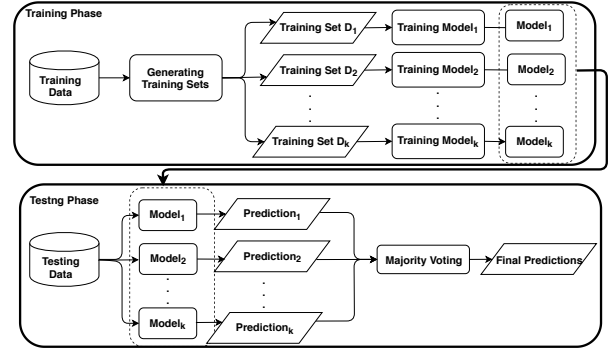 Training Phase
Training Data
Generating Training Sets
Training Set D1
Training Model1
Model1
Training Set D2
Training Model2
Model2
Training Set Dk
Training Modelk
Modelk
Testng Phase
Testing Data
Model1
Prediction1
Model2
Prediction2
Majority Voting
Final Predictions
Modelk
Predictionk